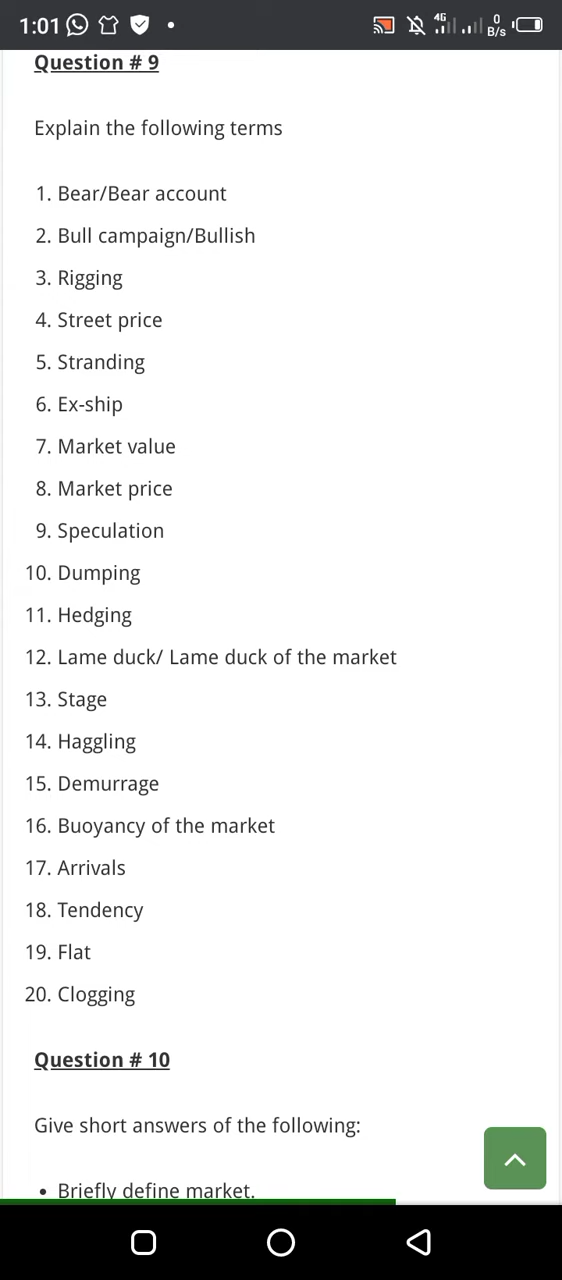 1:01
4G
0
B/s
Question # 9
Explain the following terms
1. Bear/Bear account
2. Bull campaign/Bullish
3. Rigging
4. Street price
5. Stranding
6. Ex-ship
7. Market value
8. Market price
9. Speculation
10. Dumping
11. Hedging
12. Lame duck/ Lame duck of the market
13. Stage
14. Haggling
15. Demurrage
16. Buoyancy of the market
17. Arrivals
18. Tendency
19. Flat
20. Clogging
Question # 10
Give short answers of the following:
• Briefly define market.